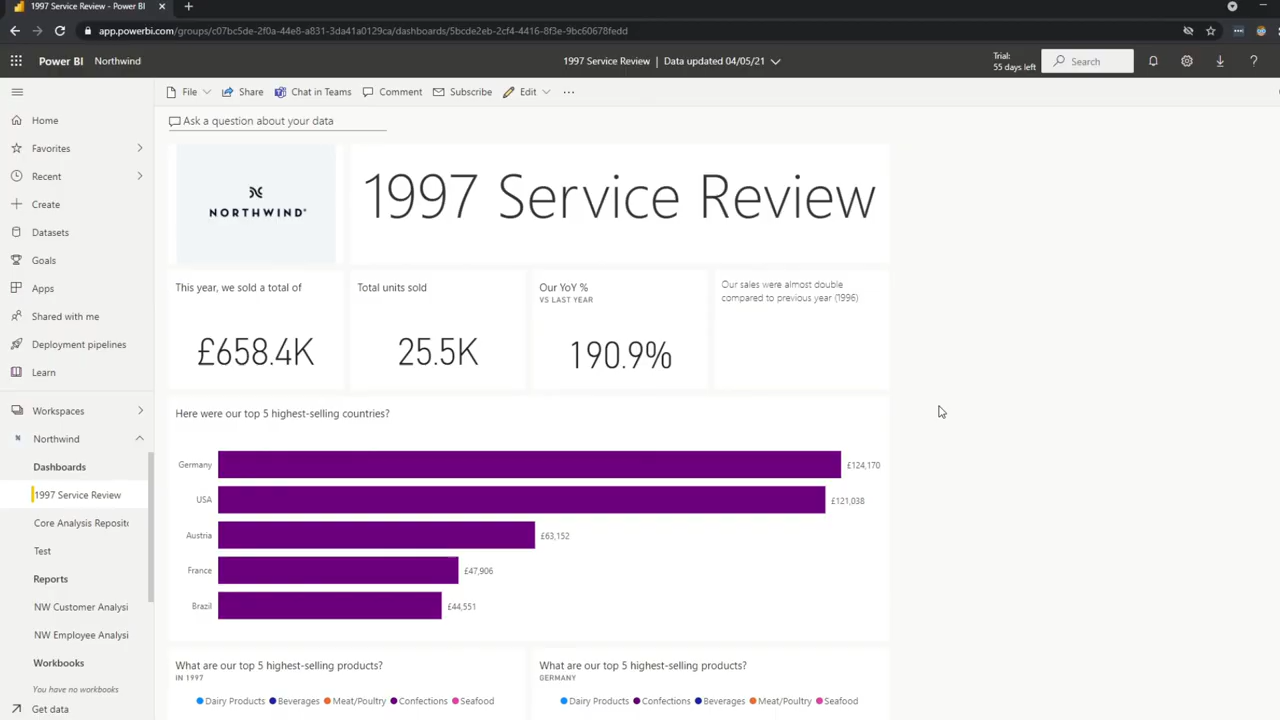 1997 Service Review - Power BI
app.powerbi.com/groups/c07bc5de-2f0a-44e8-a831-3da41a0129ca/dashboards/5bcde2eb-2cf4-4416-8f3e-9bc60678fedd
Power BI Northwind
1997 Service Review | Data updated 04/05/21
Trial:
55 days left
Search
File Share Chat in Teams Comment Subscribe Edit
Ask a question about your data
Home
Favorites
Recent
Create
Datasets
Goals
Apps
Shared with me
Deployment pipelines
Learn
Workspaces
Northwind
Dashboards
1997 Service Review
Core Analysis Reposito
Test
Reports
NW Customer Analysi
NW Employee Analysi
Workbooks
You have no workbooks
Get data
NORTHWIND®
1997 Service Review
This year, we sold a total of
£658.4K
Total units sold
25.5K
Our YoY %
VS LAST YEAR
190.9%
Our sales were almost double
compared to previous year (1996)
Here were our top 5 highest-selling countries?
Germany £124,170
USA £121,038
Austria £63,152
France £47,906
Brazil £44,551
What are our top 5 highest-selling products?
IN 1997
Dairy Products Beverages Meat/Poultry Confections Seafood
What are our top 5 highest-selling products?
GERMANY
Dairy Products Confections Beverages Meat/Poultry Seafood